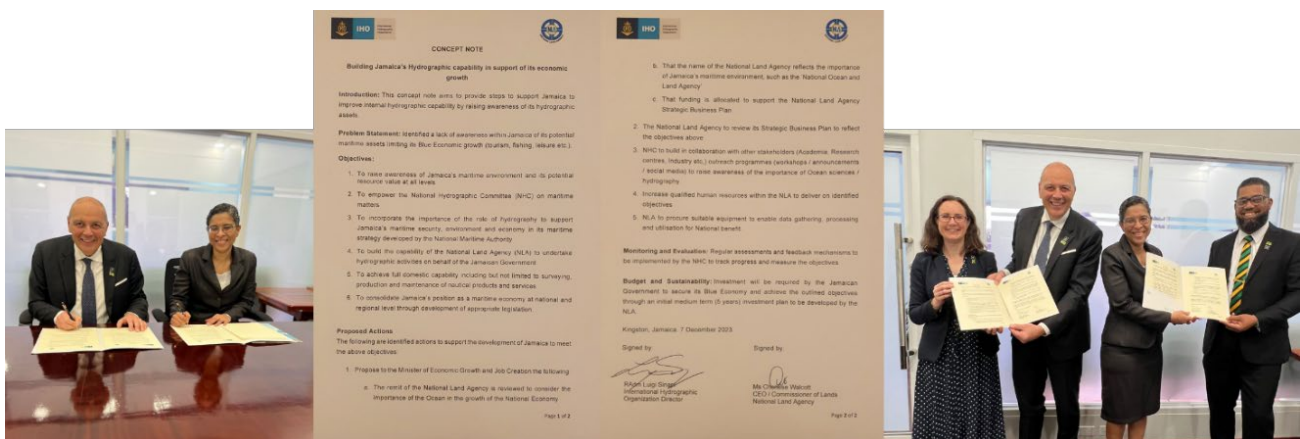 IHO
CONCEPT NOTE
Building Jamaica's Hydrographic capability in support of its economic
growth
Introduction: This concept note aims to provide steps to support Jamaica to
improve internal hydrographic capability by raising awareness of its hydrographic
assets.
Problem Statement: Identified a lack of awareness within Jamaica of its potential
maritime assets limiting its Blue Economic growth (tourism, fishing, leisure etc.).
Objectives:
1. To raise awareness of Jamaica's maritime environment and its potential
resource value at all levels
2. To empower the National Hydrographic Committee (NHC) on maritime
matters
3. To incorporate the importance of the role of hydrography to support
Jamaica's maritime security, environment and economy in its maritime
strategy developed by the National Maritime Authority
4. To build the capability of the National Land Agency (NLA) to undertake
hydrographic activities on behalf of the Jamaican Government
5. To achieve full domestic capability including but not limited to surveying,
production and maintenance of nautical products and services
6. To consolidate Jamaica's position as a maritime economy at national and
regional level through development of appropriate legislation.
Proposed Actions
The following are identified actions to support the development of Jamaica to meet
the above objectives:
1. Propose to the Minister of Economic Growth and Job Creation the following
a. The remit of the National Land Agency is reviewed to consider the
importance of the Ocean in the growth of the National Economy
Page 1 of 2
IHO
b. That the name of the National Land Agency reflects the importance
of Jamaica's maritime environment, such as the 'National Ocean and
Land Agency'
c. That funding is allocated to support the National Land Agency
Strategic Business Plan
2. The National Land Agency to review its Strategic Business Plan to reflect
the objectives above
3. NHC to build in collaboration with other stakeholders (Academia, Research
centres, Industry etc.) outreach programmes (workshops / announcements
/ social media) to raise awareness of the importance of Ocean sciences /
hydrography
4. Increase qualified human resources within the NLA to deliver on identified
objectives
5. NLA to procure suitable equipment to enable data gathering, processing
and utilisation for National benefit
Monitoring and Evaluation: Regular assessments and feedback mechanisms to
be implemented by the NHC to track progress and measure the objectives.
Budget and Sustainability: Investment will be required by the Jamaican
Government to secure its Blue Economy and achieve the outlined objectives
through an initial medium term (5 years) investment plan to be developed by the
NLA.
Kingston, Jamaica. 7 December 2023
Signed by:
Luigi
International Hydrographic
Organization Director
Signed by:
Ms Walcott
CEO / Commissioner of Lands
National Land Agency
Page 2 of 2